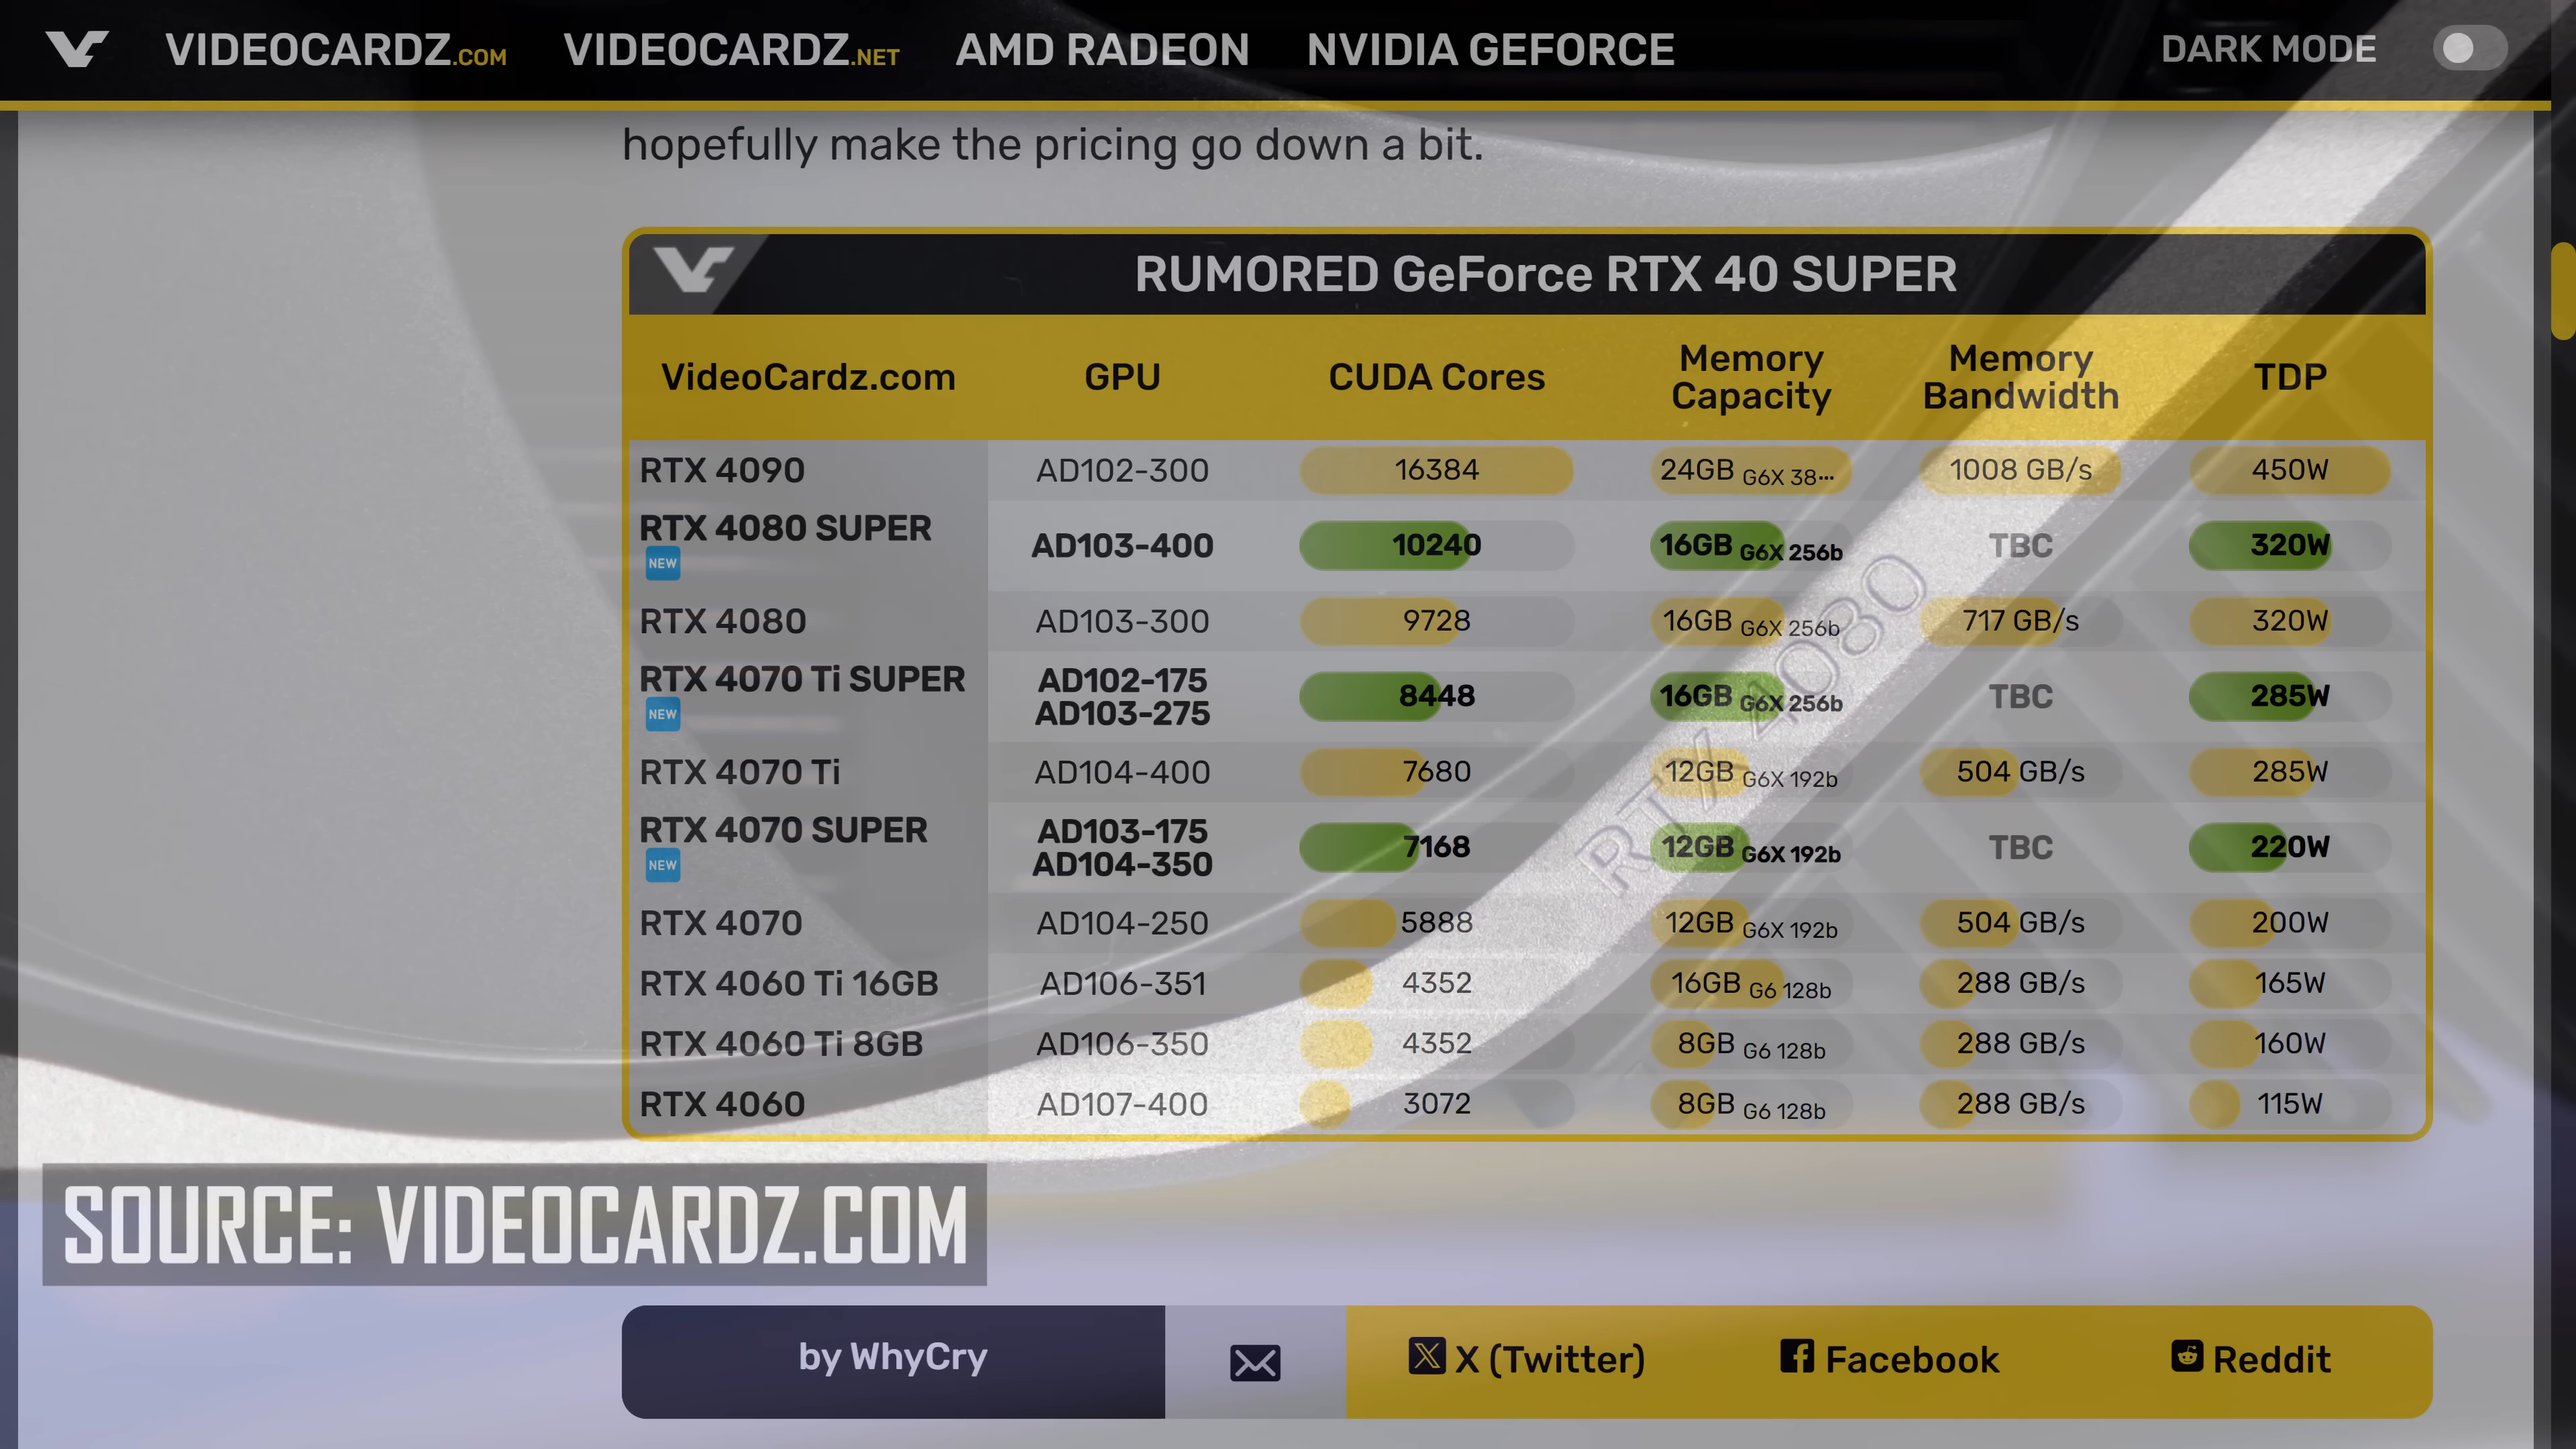 VIDEOCARDZ.COM VIDEOCARDZ.NET AMD RADEON NVIDIA GEFORCE DARK MODE
hopefully make the pricing go down a bit.
RUMORED GeForce RTX 40 SUPER
VideoCardz.com GPU CUDA Cores Memory Capacity Memory Bandwidth TDP
RTX 4090 AD102-300 16384 24GB G6X 38... 1008 GB/s 450W
RTX 4080 SUPER NEW AD103-400 10240 16GB G6X 256b TBC 320W
RTX 4080 AD103-300 9728 16GB G6X 256b 717 GB/s 320W
RTX 4070 Ti SUPER NEW AD102-175 AD103-275 8448 16GB G6X 256b TBC 285W
RTX 4070 Ti AD104-400 7680 12GB G6X 192b 504 GB/s 285W
RTX 4070 SUPER NEW AD103-175 AD104-350 7168 12GB G6X 192b TBC 220W
RTX 4070 AD104-250 5888 12GB G6X 192b 504 GB/s 200W
RTX 4060 Ti 16GB AD106-351 4352 16GB G6 128b 288 GB/s 165W
RTX 4060 Ti 8GB AD106-350 4352 8GB G6 128b 288 GB/s 160W
RTX 4060 AD107-400 3072 8GB G6 128b 288 GB/s 115W
RTX 4080
SOURCE: VIDEOCARDZ.COM
by WhyCry X (Twitter) Facebook Reddit